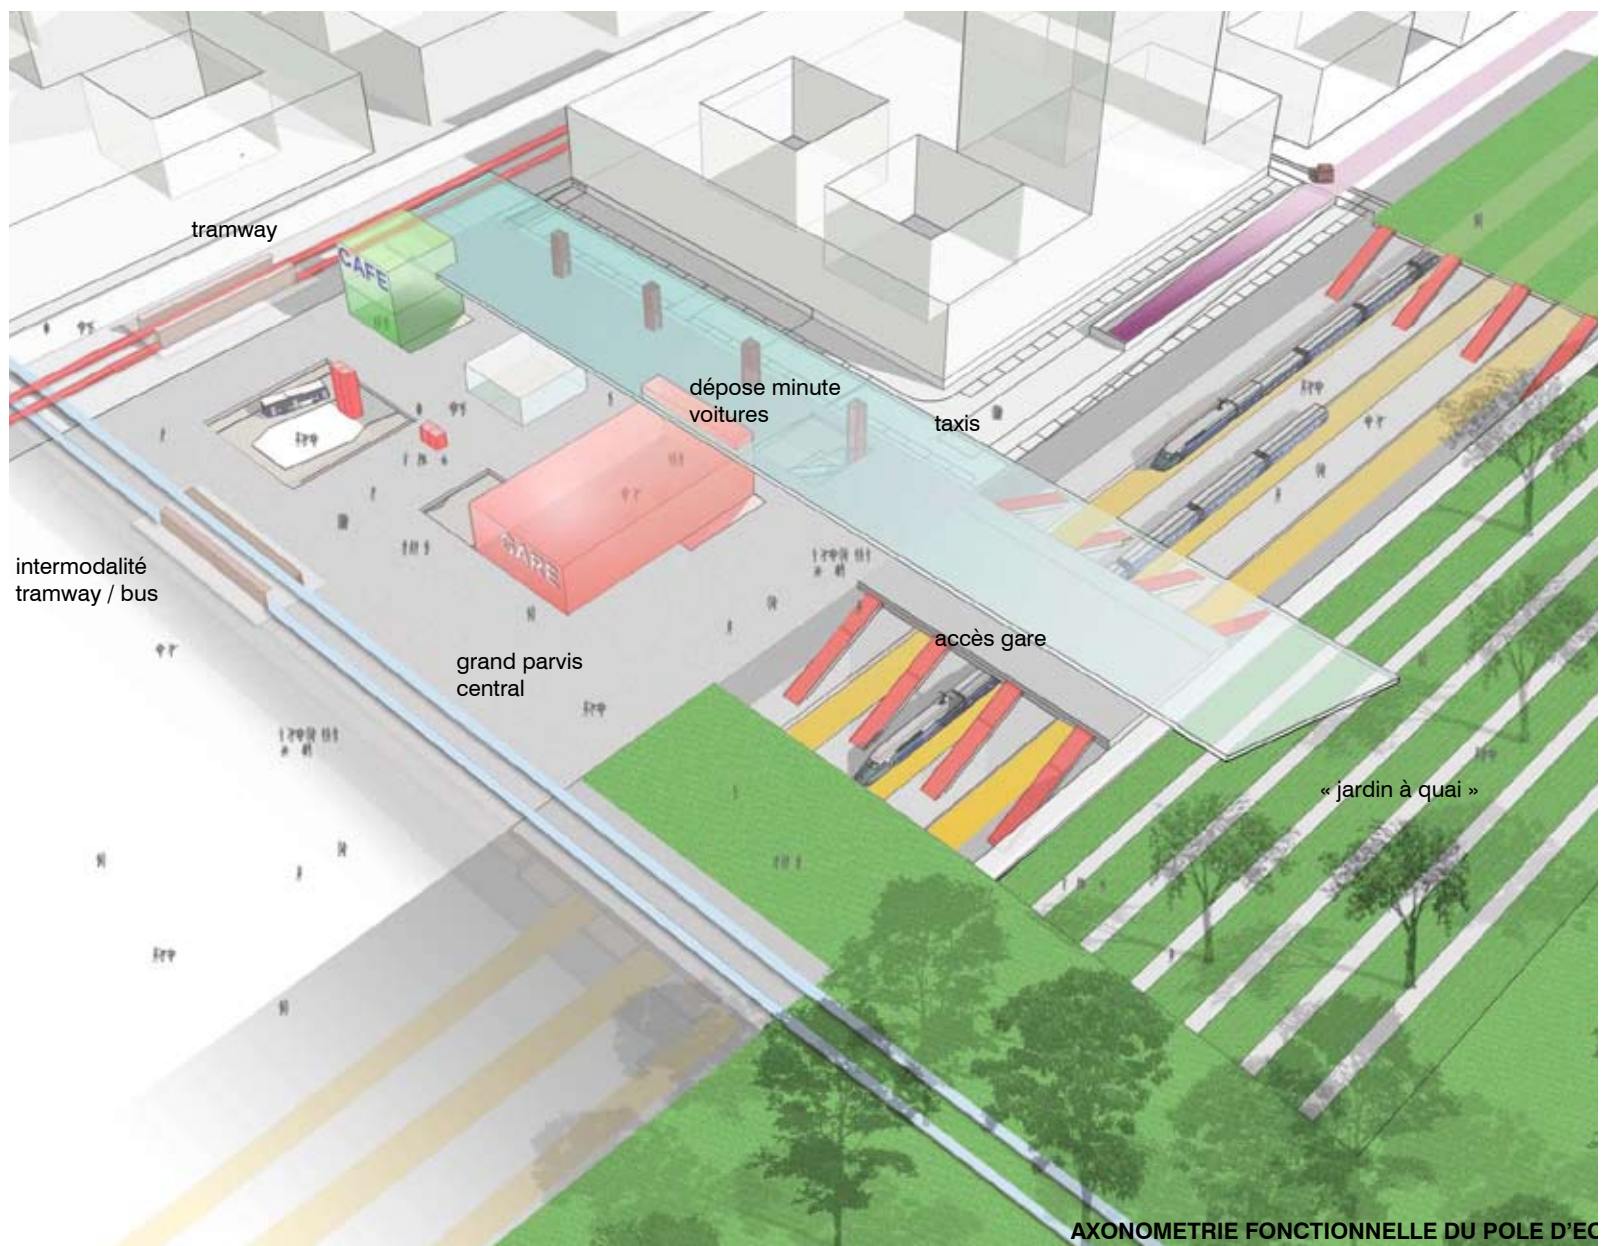 tramway
CAFE
dépose minute
voitures
taxis
intermodalité
tramway / bus
GARE
accès gare
grand parvis
central
« jardin à quai »
AXONOMETRIE FONCTIONNELLE DU POLE D'EC